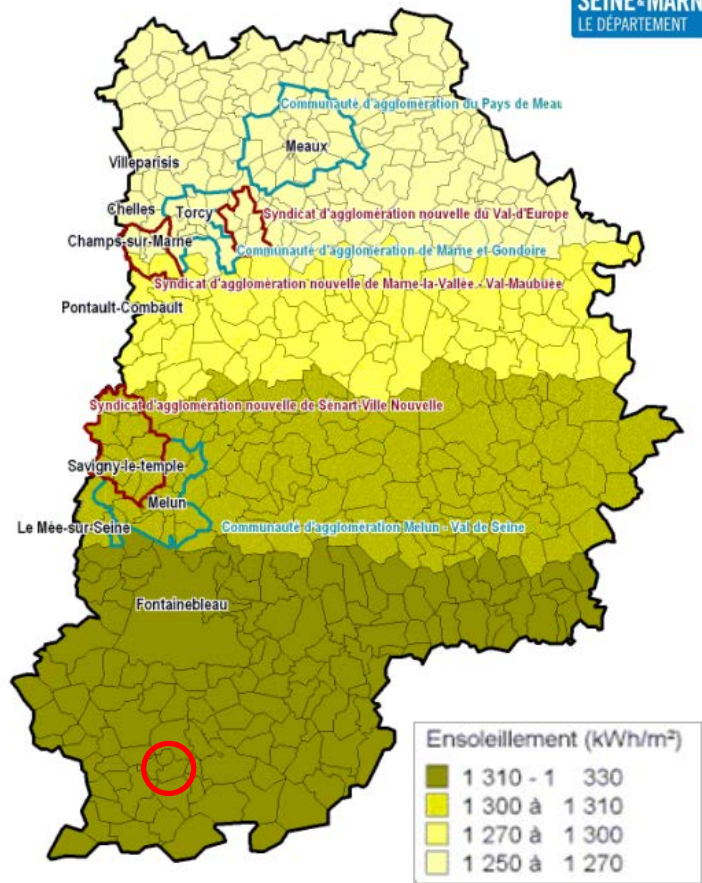 SEINE&MARN
LE DÉPARTEMENT
Communauté d'agglomération du Pays de Meau
Meaux
Villeparisis
Chelles
Torcy
Syndicat d'agglomération nouvelle du Val-d'Europe
Champs-sur-Marne
Communauté d'agglomération de Marne et Gondoire
Syndicat d'agglomération nouvelle de Marne-la-Vallée - Val-Maubuée
Pontault-Combault
Syndicat d'agglomération nouvelle de Sénart-Ville Nouvelle
Savigny-le-temple
Melun
Le Mée-sur-Seine
Communauté d'agglomération Melun - Val de Seine
Fontainebleau
Ensoleillement (kWh/m²)
1 310 - 1 330
1 300 à 1 310
1 270 à 1 300
1 250 à 1 270